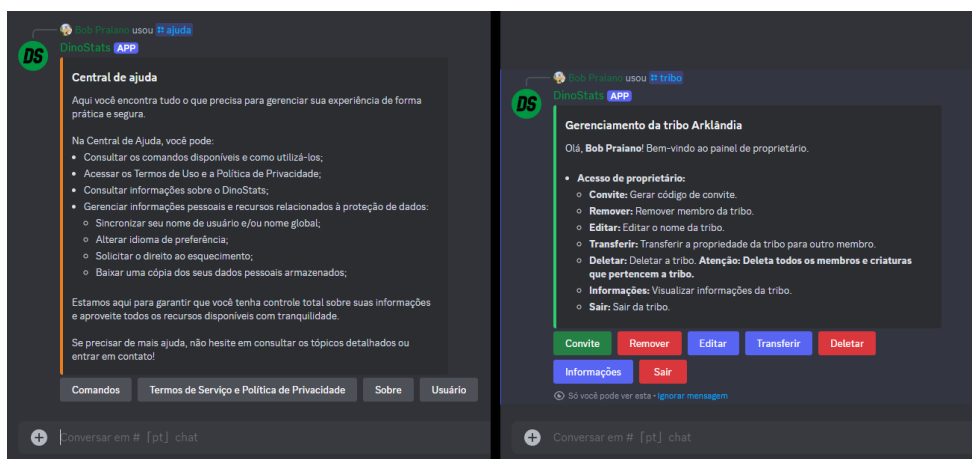 Bob Praiano usou ajuda
DS
DinoStats APP
Central de ajuda
Aqui você encontra tudo o que precisa para gerenciar sua experiência de forma
prática e segura.
Na Central de Ajuda, você pode:
• Consultar os comandos disponíveis e como utilizá-los;
• Acessar os Termos de Uso e a Política de Privacidade;
• Consultar informações sobre o DinoStats;
• Gerenciar informações pessoais e recursos relacionados à proteção de dados:
◦ Sincronizar seu nome de usuário e/ou nome global;
◦ Alterar idioma de preferência;
◦ Solicitar o direito ao esquecimento;
◦ Baixar uma cópia dos seus dados pessoais armazenados;
Estamos aqui para garantir que você tenha controle total sobre suas informações
e aproveite todos os recursos disponíveis com tranquilidade.
Se precisar de mais ajuda, não hesite em consultar os tópicos detalhados ou
entrar em contato!
Comandos Termos de Serviço e Política de Privacidade Sobre Usuário
Conversar em # 「pt」 chat
Bob Praiano usou tribo
DS
DinoStats APP
Gerenciamento da tribo Arklândia
Olá, Bob Praiano! Bem-vindo ao painel de proprietário.
• Acesso de proprietário:
◦ Convite: Gerar código de convite.
◦ Remover: Remover membro da tribo.
◦ Editar: Editar o nome da tribo.
◦ Transferir: Transferir a propriedade da tribo para outro membro.
◦ Deletar: Deletar a tribo. Atenção: Deleta todos os membros e criaturas
que pertencem a tribo.
◦ Informações: Visualizar informações da tribo.
◦ Sair: Sair da tribo.
Convite Remover Editar Transferir Deletar
Informações Sair
Só você pode ver esta • Ignorar mensagem
Conversar em # 「pt」 chat